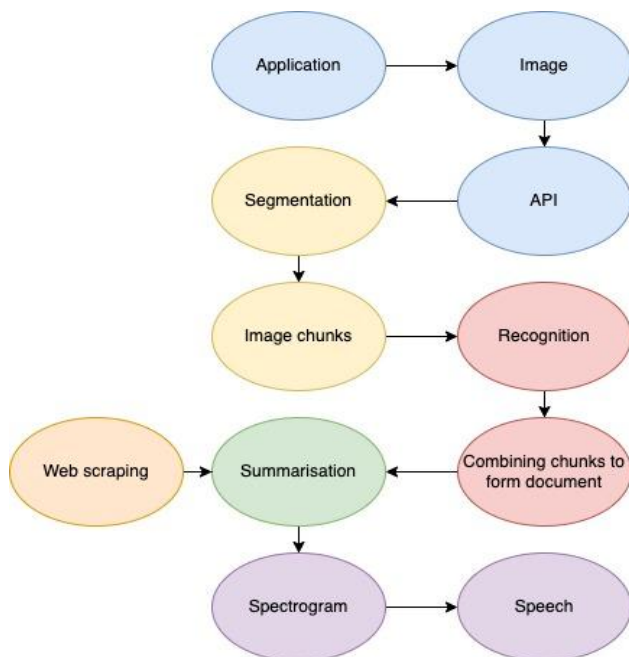 Application
Image
Segmentation
API
Image chunks
Recognition
Web scraping
Summarisation
Combining chunks to
form document
Spectrogram
Speech